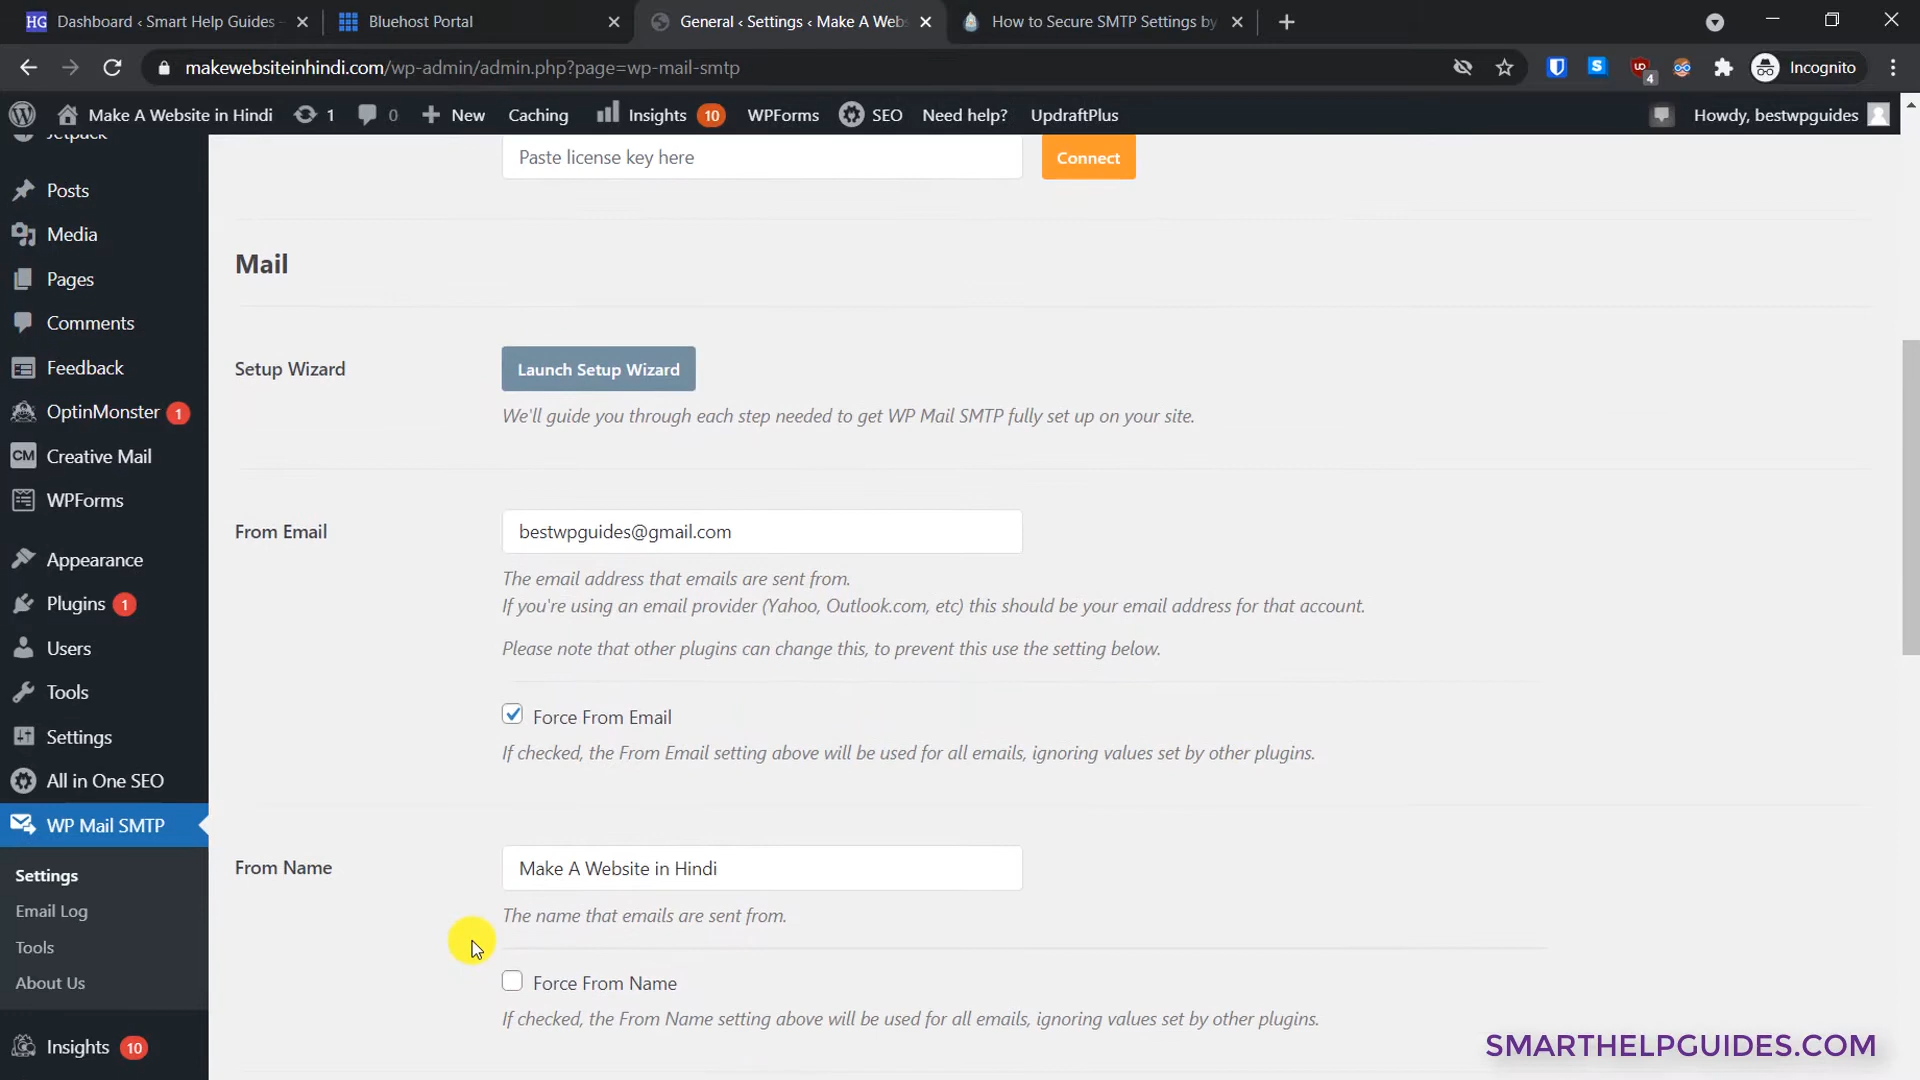 HG Dashboard ‹ Smart Help Guides -
Bluehost Portal
General ‹ Settings ‹ Make A Web
How to Secure SMTP Settings by
makewebsiteinhindi.com/wp-admin/admin.php?page=wp-mail-smtp
S
UO
4
Incognito
Make A Website in Hindi
1
0
New
Caching
Insights 10
WPForms
SEO
Need help?
UpdraftPlus
Howdy, bestwpguides
Jetpack
Posts
Media
Pages
Comments
Feedback
OptinMonster 1
CM Creative Mail
WPForms
Appearance
Plugins 1
Users
Tools
Settings
All in One SEO
WP Mail SMTP
Settings
Email Log
Tools
About Us
Insights 10
Paste license key here
Connect
Mail
Setup Wizard
Launch Setup Wizard
We'll guide you through each step needed to get WP Mail SMTP fully set up on your site.
From Email
bestwpguides@gmail.com
The email address that emails are sent from.
If you're using an email provider (Yahoo, Outlook.com, etc) this should be your email address for that account.
Please note that other plugins can change this, to prevent this use the setting below.
Force From Email
If checked, the From Email setting above will be used for all emails, ignoring values set by other plugins.
From Name
Make A Website in Hindi
The name that emails are sent from.
Force From Name
If checked, the From Name setting above will be used for all emails, ignoring values set by other plugins.
SMARTHELPGUIDES.COM